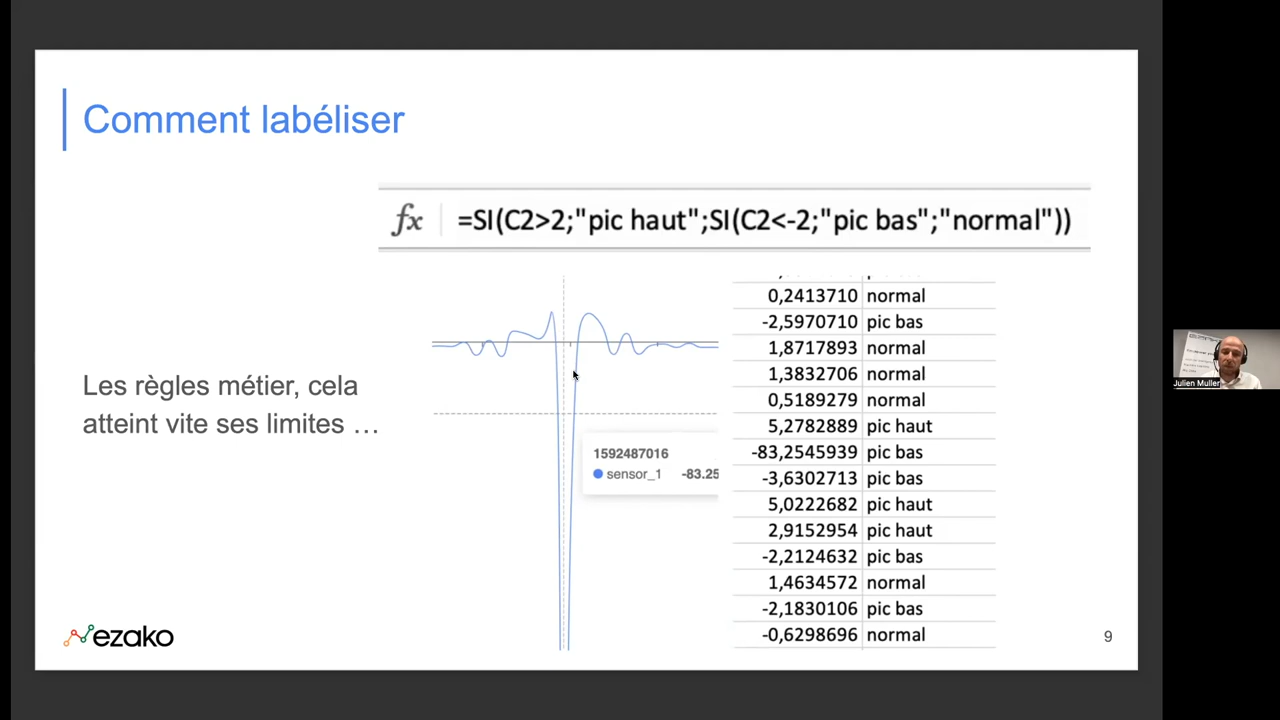 Comment labéliser
fx =SI(C2>2;"pic haut";SI(C2<-2;"pic bas";"normal"))
Les règles métier, cela
atteint vite ses limites …
1592487016
sensor_1 -83.25
0,2413710 normal
-2,5970710 pic bas
1,8717893 normal
1,3832706 normal
0,5189279 normal
5,2782889 pic haut
-83,2545939 pic bas
-3,6302713 pic bas
5,0222682 pic haut
2,9152954 pic haut
-2,2124632 pic bas
1,4634572 normal
-2,1830106 pic bas
-0,6298696 normal
ezako
9
Julien Muller